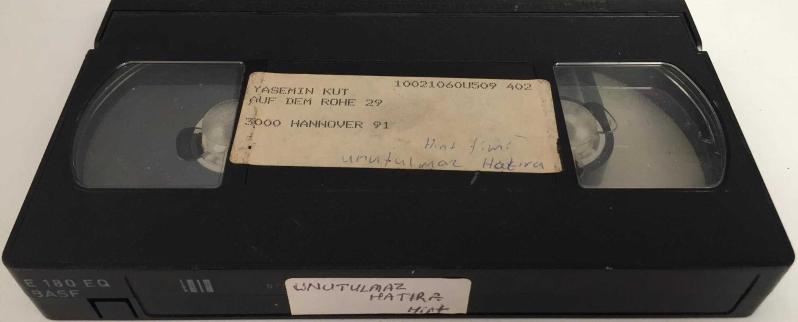 YASEMIN KUT 10021060U509 402
AUF DEM ROHE 29
3000 HANNOVER 91
Hint filmi
unutulmaz Hatıra
E 180 EQ
BASF
UNUTULMAZ
HATIRA
Hint